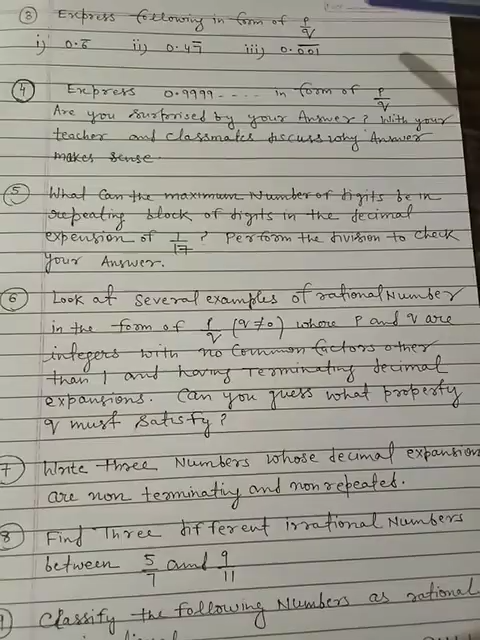 ③ Express following in form of p/q
i) 0.6̅ ii) 0.47̅ iii) 0.0̅0̅1̅
④ Express 0.9999..... in form of p/q
Are you surprised by your Answer? With your
teacher and classmates discuss why Answer
makes sense.
⑤ What Can the maximum Number of digits be in
repeating block of digits in the decimal
expension of 1/17? Perform the division to check
your Answer.
⑥ Look at several examples of rational Number
in the form of p/q (q≠0) where p and q are
integers with no Common factors other
than 1 and having Terminating decimal
expansions. Can you guess what property
q must satisfy?
7 Write three Numbers whose decimal expansion
are non terminating and non repeated.
8 Find Three different irrational Numbers
between 5/7 and 9/11
9 Classify the following Numbers as rational